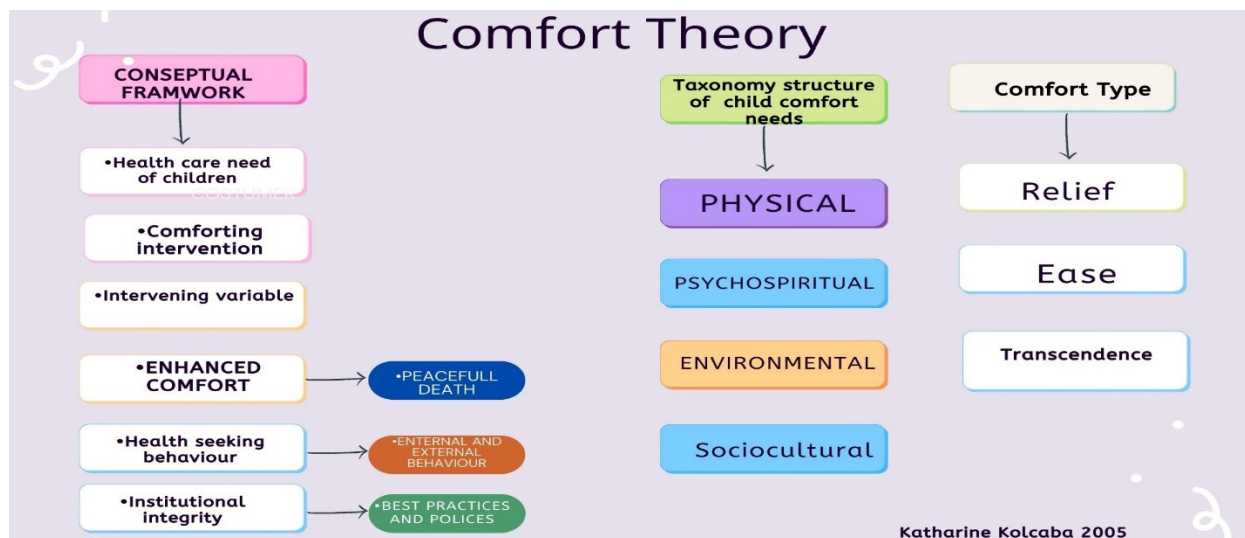 Comfort Theory
CONSEPTUAL
FRAMWORK
•Health care need
of children
COSTUMER
•Comforting
intervention
•Intervening variable
•ENHANCED
COMFORT
•PEACEFULL
DEATH
•Health seeking
behaviour
•ENTERNAL AND
EXTERNAL
BEHAVIOUR
•Institutional
integrity
•BEST PRACTICES
AND POLICES
Taxonomy structure
of child comfort
needs
PHYSICAL
PSYCHOSPIRITUAL
ENVIRONMENTAL
Sociocultural
Comfort Type
Relief
Ease
Transcendence
Katharine Kolcaba 2005